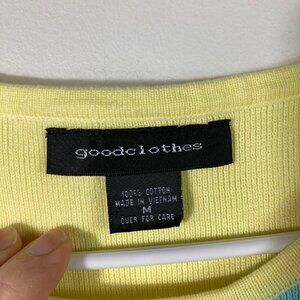 goodclothes
100% COTTON
MADE IN VIETNAM
M
OVER FOR CARE